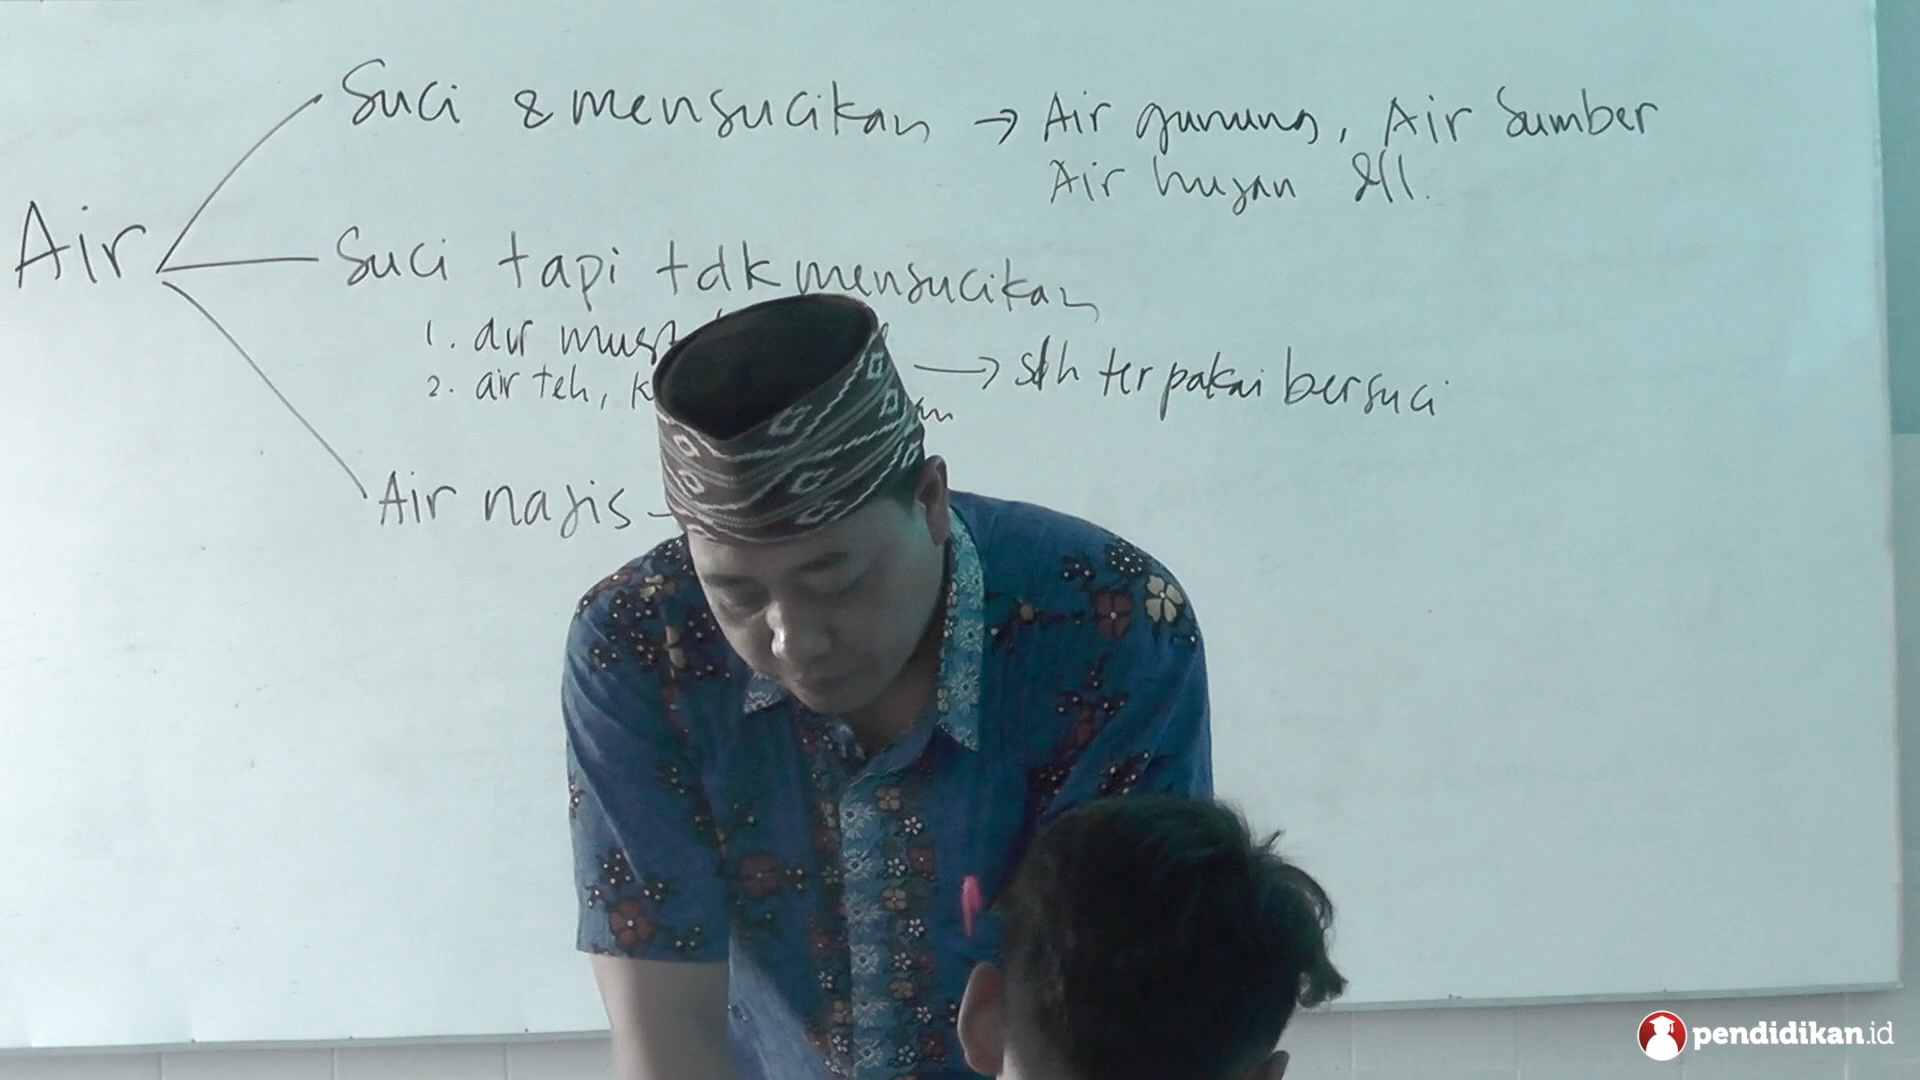 Suci & mensucikan → Air gunung, Air Sumber
Air hujan dll.
Air
Suci tapi tdk mensucikan
1. air
2. air teh,
→ sdh terpakai bersuci
Air najis
pendidikan.id